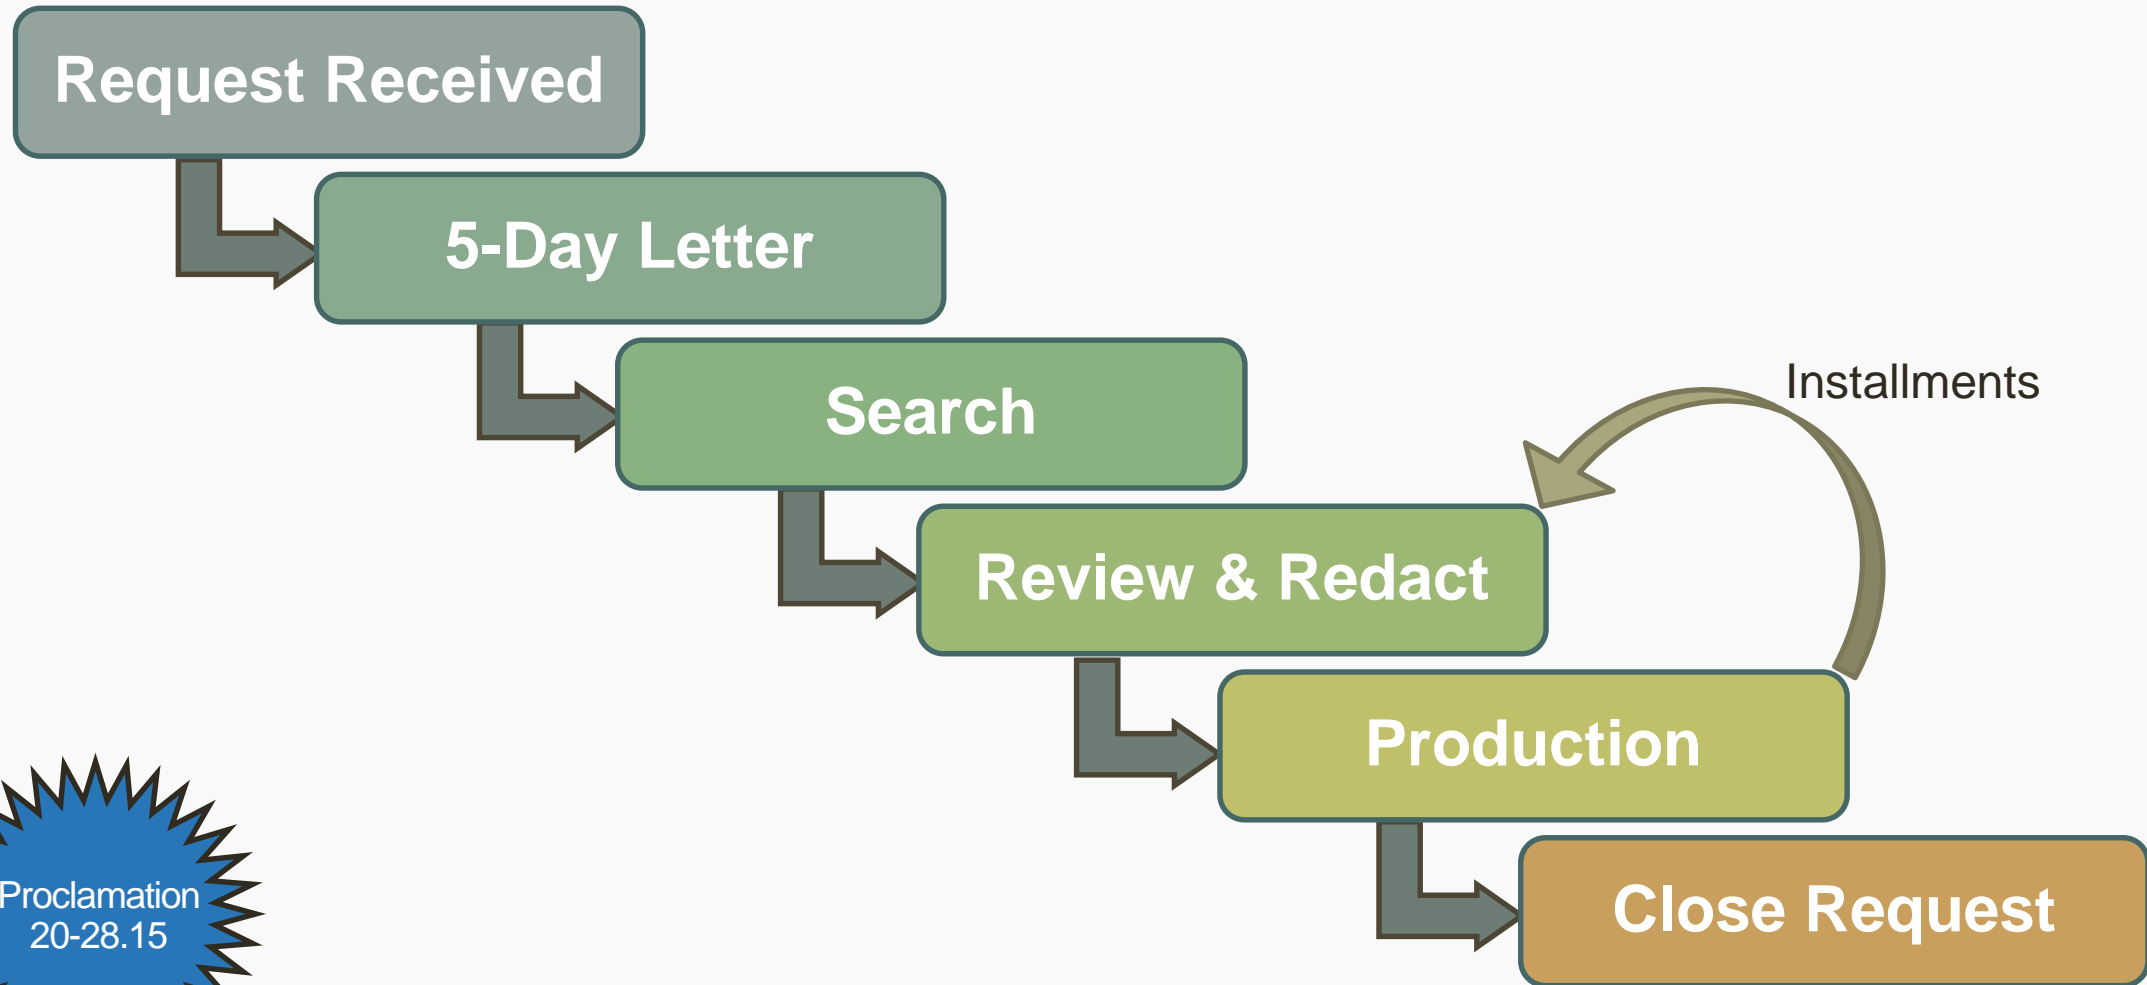 Request Received
5-Day Letter
Search
Installments
Review & Redact
Production
Close Request
Proclamation
20-28.15